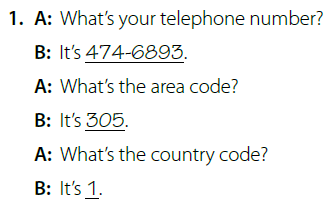 1. A: What's your telephone number?
B: It's 474-6893.
A: What's the area code?
B: It's 305.
A: What's the country code?
B: It's 1.